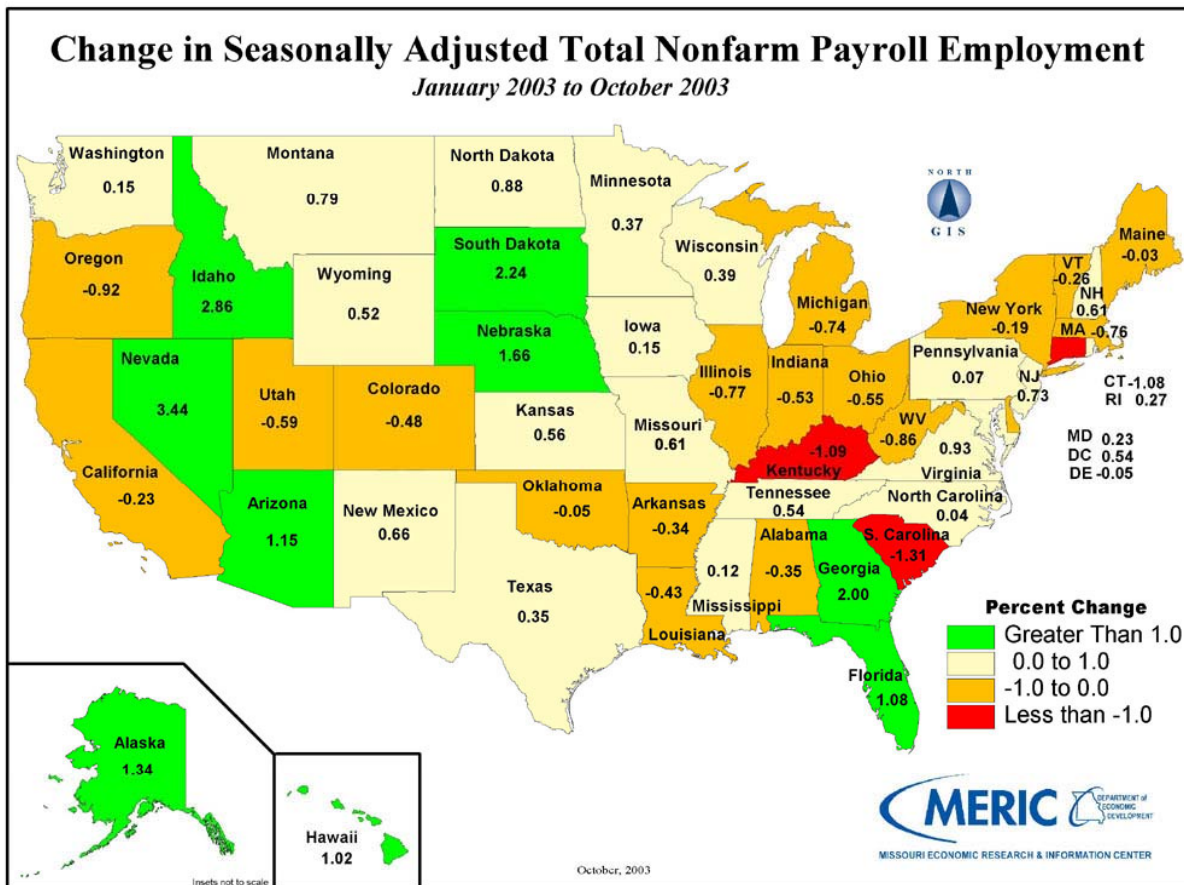 Change in Seasonally Adjusted Total Nonfarm Payroll Employment
January 2003 to October 2003
Washington
0.15
Montana
0.79
North Dakota
0.88
Minnesota
0.37
NORTH
GIS
Oregon
-0.92
Idaho
2.86
Wyoming
0.52
South Dakota
2.24
Wisconsin
0.39
Michigan
-0.74
Maine
-0.03
VT
-0.26
NH
0.61
New York
-0.19
MA
-0.76
Nevada
3.44
Utah
-0.59
Colorado
-0.48
Nebraska
1.66
Iowa
0.15
Illinois
-0.77
Indiana
-0.53
Ohio
-0.55
Pennsylvania
0.07
NJ
0.73
CT -1.08
RI 0.27
MD 0.23
DC 0.54
DE -0.05
California
-0.23
Kansas
0.56
Missouri
0.61
-1.09
Kentucky
WV
-0.86
0.93
Virginia
Arizona
1.15
New Mexico
0.66
Oklahoma
-0.05
Arkansas
-0.34
Tennessee
0.54
North Carolina
0.04
S. Carolina
-1.31
Texas
0.35
-0.43
Louisiana
0.12
Mississippi
Alabama
-0.35
Georgia
2.00
Florida
1.08
Percent Change
Greater Than 1.0
0.0 to 1.0
-1.0 to 0.0
Less than -1.0
Alaska
1.34
Insets not to scale
Hawaii
1.02
October, 2003
MERIC
DEPARTMENT of
ECONOMIC
DEVELOPMENT
MISSOURI ECONOMIC RESEARCH & INFORMATION CENTER